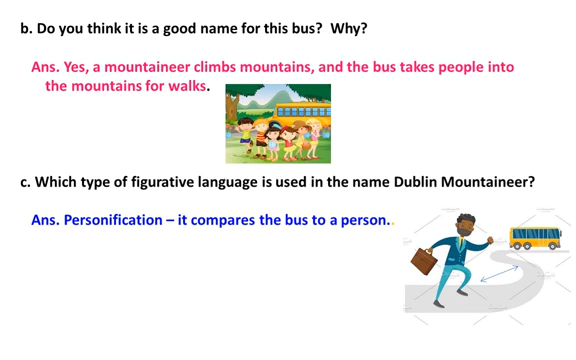 b. Do you think it is a good name for this bus? Why?
Ans. Yes, a mountaineer climbs mountains, and the bus takes people into
the mountains for walks.
c. Which type of figurative language is used in the name Dublin Mountaineer?
Ans. Personification – it compares the bus to a person..